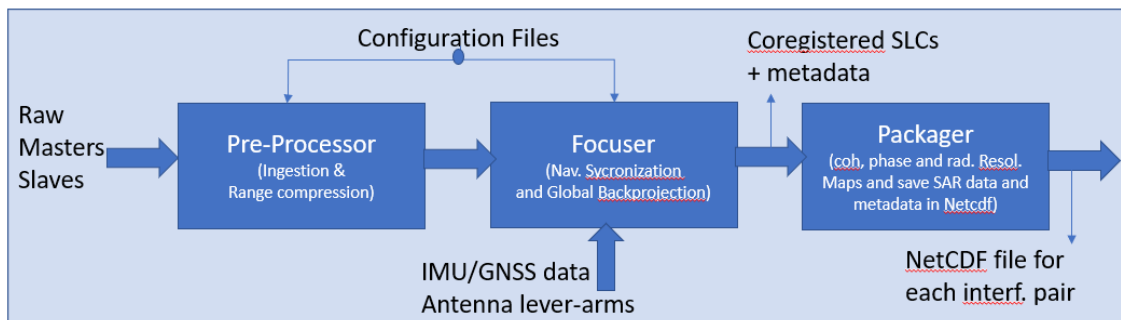 Configuration Files
Coregistered SLCs
+ metadata
Raw
Masters
Slaves
Pre-Processor
(Ingestion &
Range compression)
Focuser
(Nav. Sycronization
and Global Backprojection)
Packager
(coh, phase and rad. Resol.
Maps and save SAR data and
metadata in Netcdf)
IMU/GNSS data
Antenna lever-arms
NetCDF file for
each interf. pair